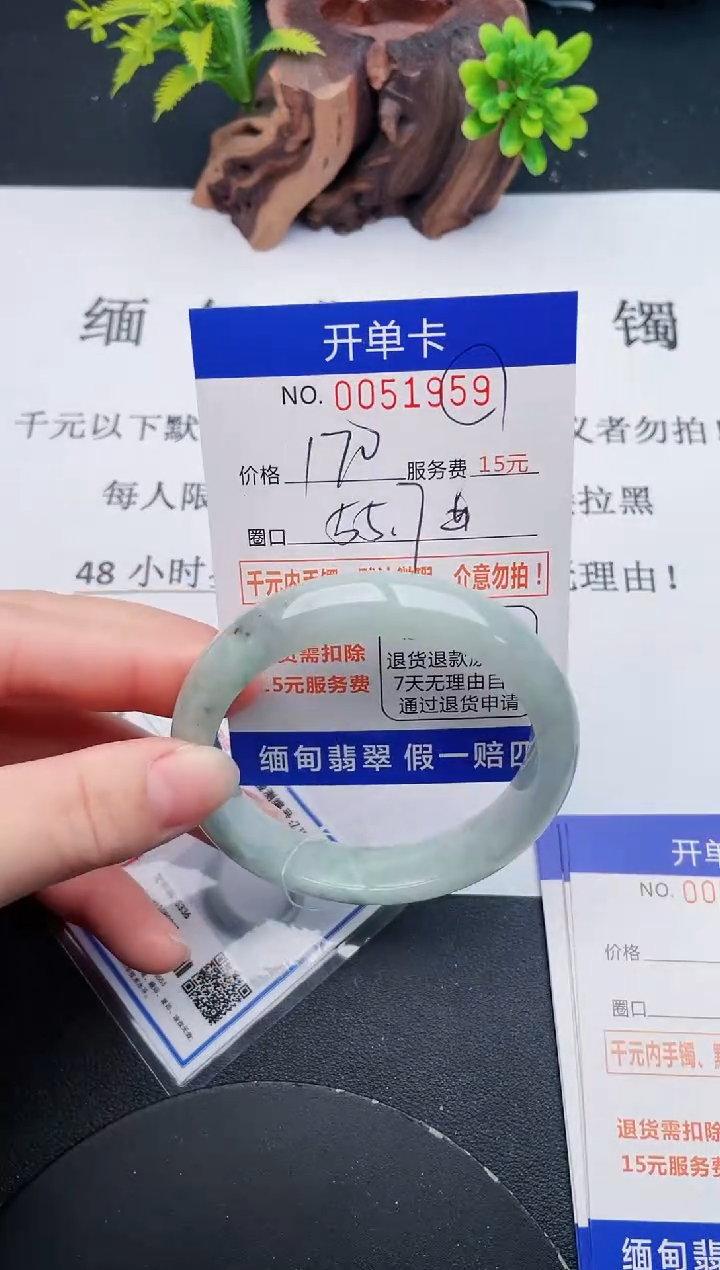 缅 镯
开单卡
NO. 0051959
千元以下默 义者勿拍！
价格 170 服务费 15元
每人限 拉黑
圈口 55.7
48 小时 无理由！
千元内手镯 介意勿拍！
货需扣除
15元服务费
退货退款
7天无理由自
通过退货申请
缅甸翡翠 假一赔四
开单
NO. 00
价格
圈口
千元内手镯、默
退货需扣除
15元服务费
缅甸翡